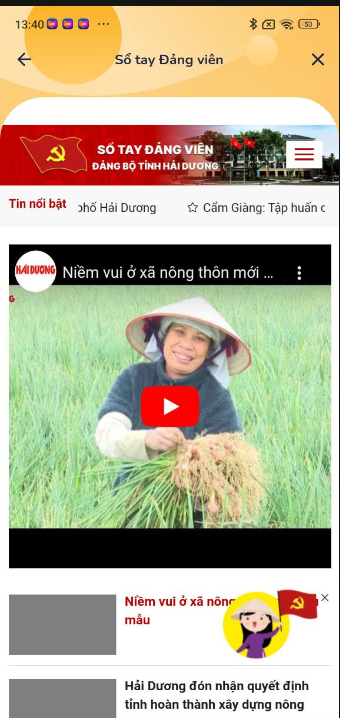 13:40
53
Sổ tay Đảng viên
SỔ TAY ĐẢNG VIÊN
ĐẢNG BỘ TỈNH HẢI DƯƠNG
Tin nổi bật phố Hải Dương Cẩm Giàng: Tập huấn c
HẢI DƯƠNG Niềm vui ở xã nông thôn mới ...
Niềm vui ở xã nông
mẫu
Hải Dương đón nhận quyết định
tỉnh hoàn thành xây dựng nông